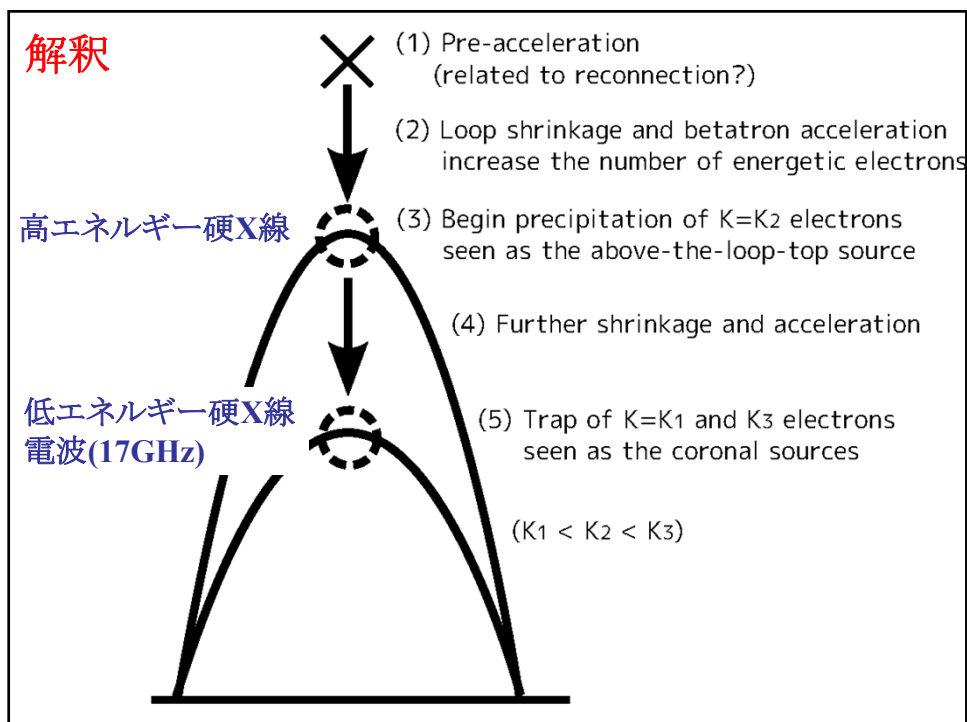 解釈
(1) Pre-acceleration
(related to reconnection?)
(2) Loop shrinkage and betatron acceleration
increase the number of energetic electrons
高エネルギー硬X線
(3) Begin precipitation of K=K2 electrons
seen as the above-the-loop-top source
(4) Further shrinkage and acceleration
低エネルギー硬X線
電波(17GHz)
(5) Trap of K=K1 and K3 electrons
seen as the coronal sources
(K1 < K2 < K3)